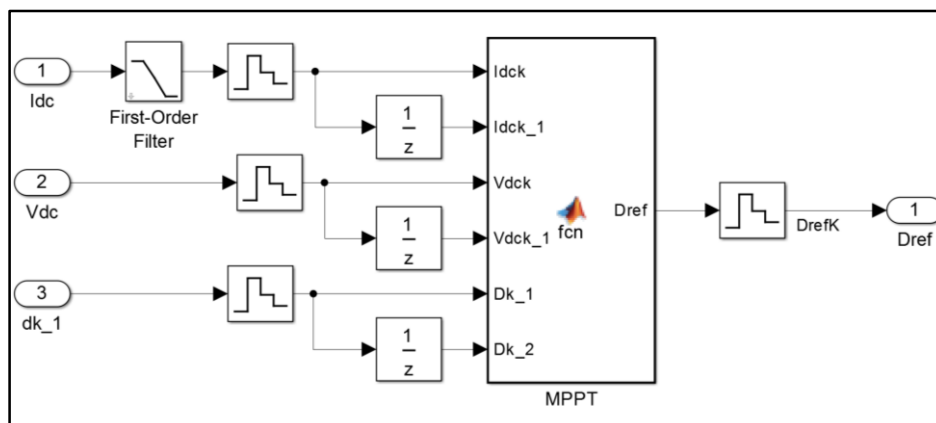 1
Idc
First-Order
Filter
Idck
1
z
Idck_1
2
Vdc
Vdck
1
z
Vdck_1
3
dk_1
Dk_1
1
z
Dk_2
fcn
Dref
MPPT
DrefK
1
Dref